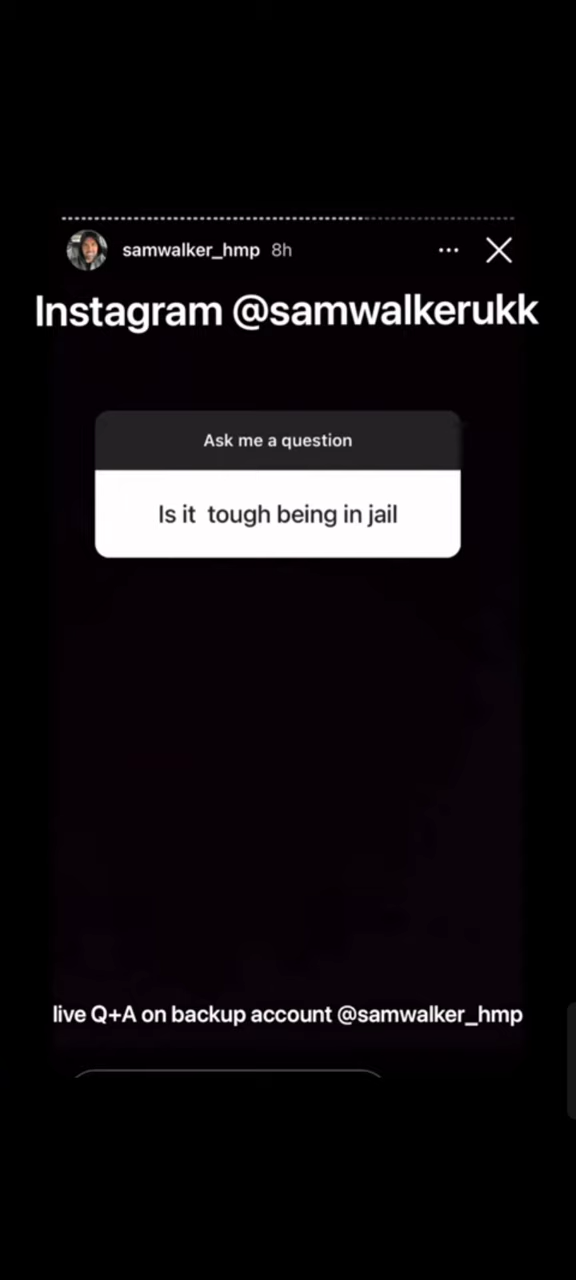 samwalker_hmp 8h
Instagram @samwalkerukk
Ask me a question
Is it  tough being in jail
live Q+A on backup account @samwalker_hmp